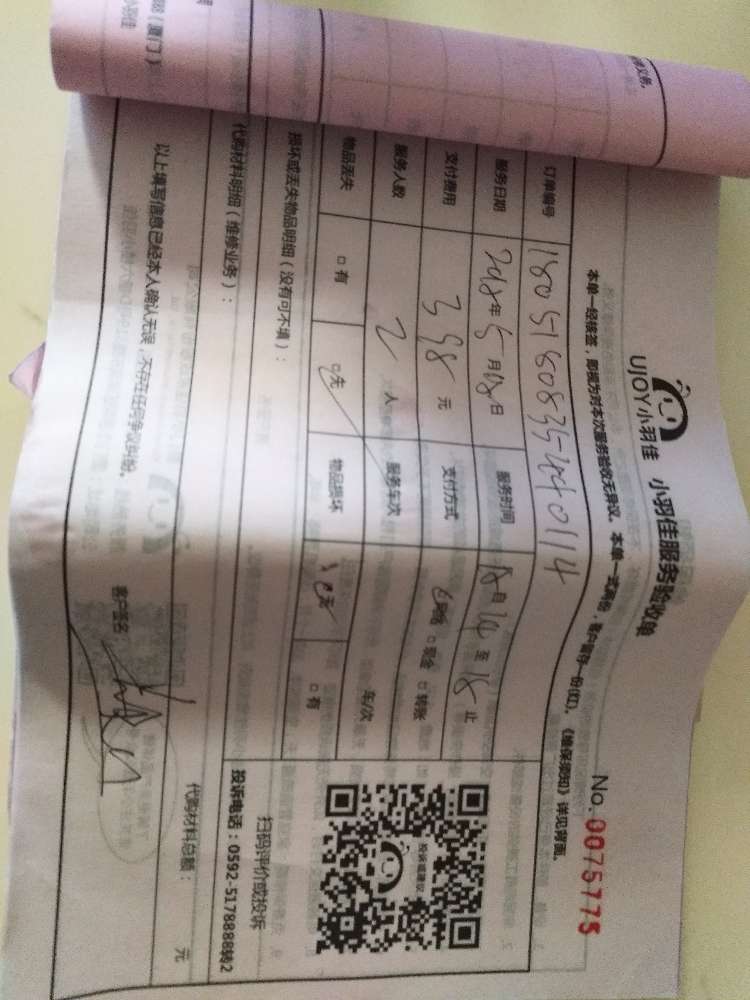 UJOY小羽佳 小羽佳服务验收单
No. 0075775
本单一经核签，即视为对本次服务验收无异议。本单一式两份，客户留存一份(红)。《维保须知》详见背面。
订单编号 1805180835440114
服务日期 2018年5月18日 服务时间 18日14至18止
支付费用 398元 支付方式 网络 □现金 □转账
服务人数 2人 服务车次 车/次
物品丢失 □有 □无 物品损坏 无 □有
损坏或丢失物品明细（没有可不填）：
代购材料明细（维修业务）：
代购材料总额： 元
以上填写信息已经本人确认无误，不存在任何争议纠纷。
客户签名：
投诉或建议
扫码评价或投诉
投诉电话：0592-5178888转2